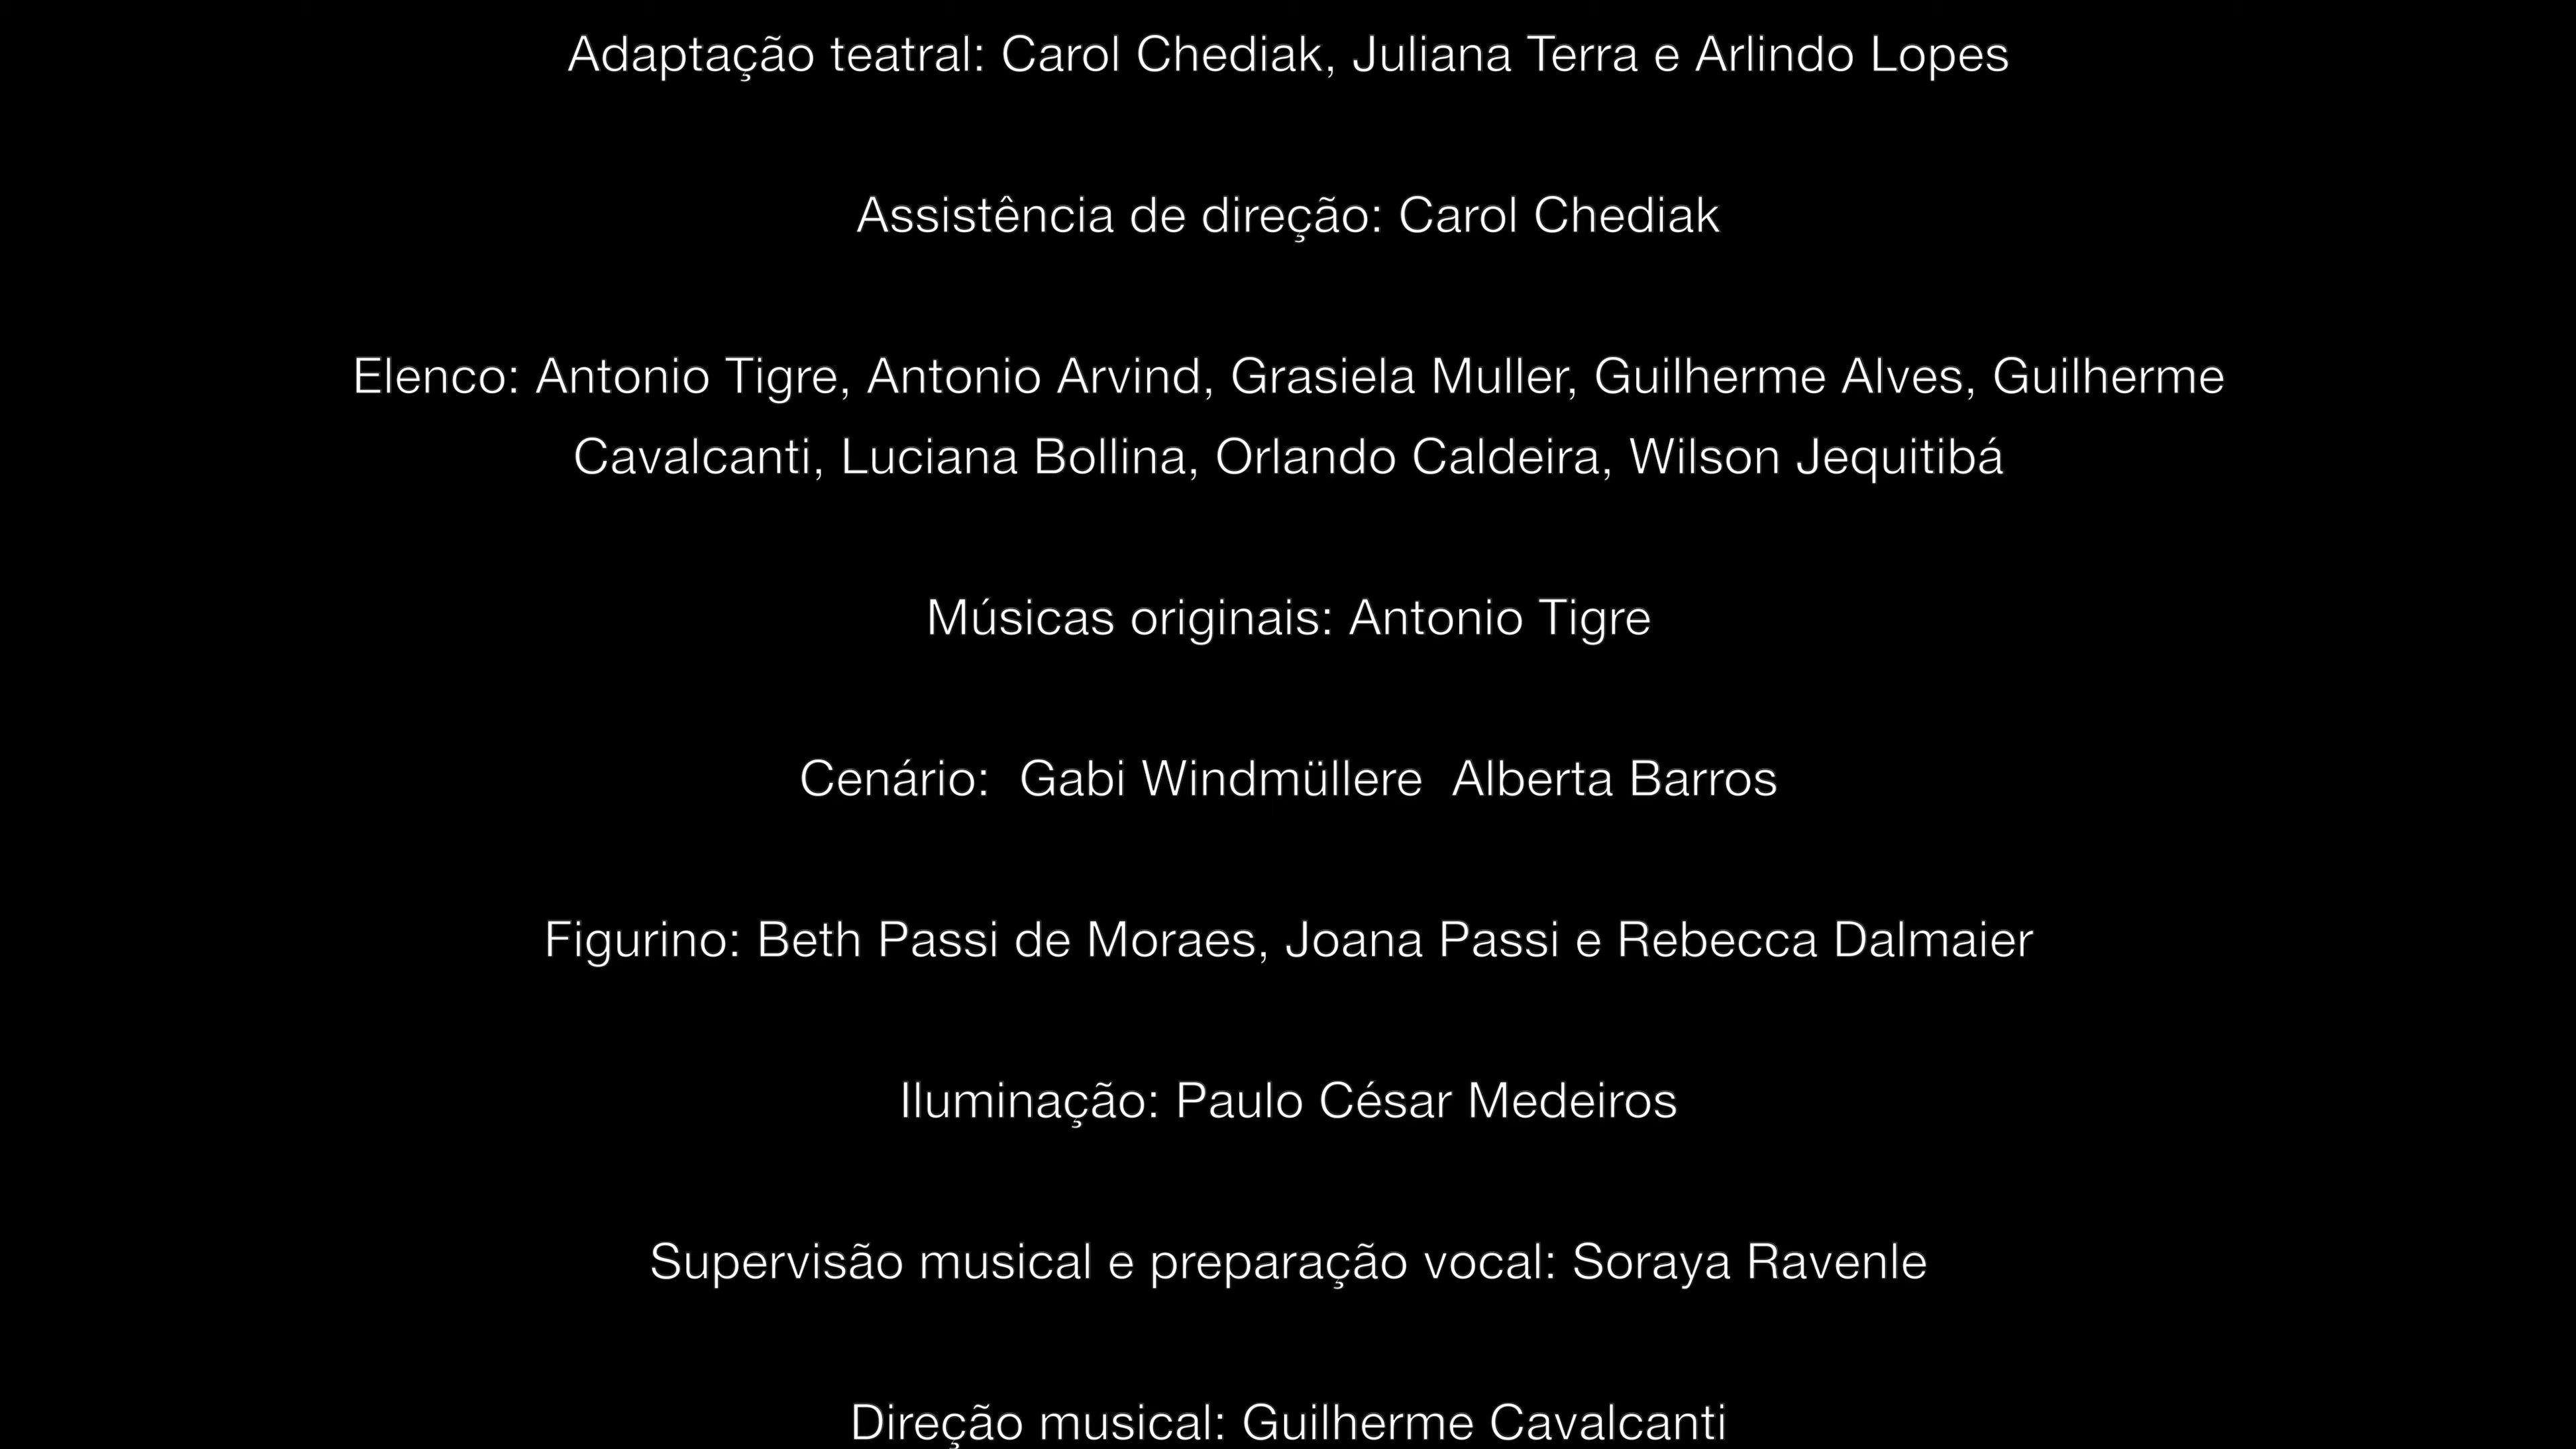 Adaptação teatral: Carol Chediak, Juliana Terra e Arlindo Lopes
Assistência de direção: Carol Chediak
Elenco: Antonio Tigre, Antonio Arvind, Grasiela Muller, Guilherme Alves, Guilherme
Cavalcanti, Luciana Bollina, Orlando Caldeira, Wilson Jequitibá
Músicas originais: Antonio Tigre
Cenário:  Gabi Windmüllere  Alberta Barros
Figurino: Beth Passi de Moraes, Joana Passi e Rebecca Dalmaier
Iluminação: Paulo César Medeiros
Supervisão musical e preparação vocal: Soraya Ravenle
Direção musical: Guilherme Cavalcanti